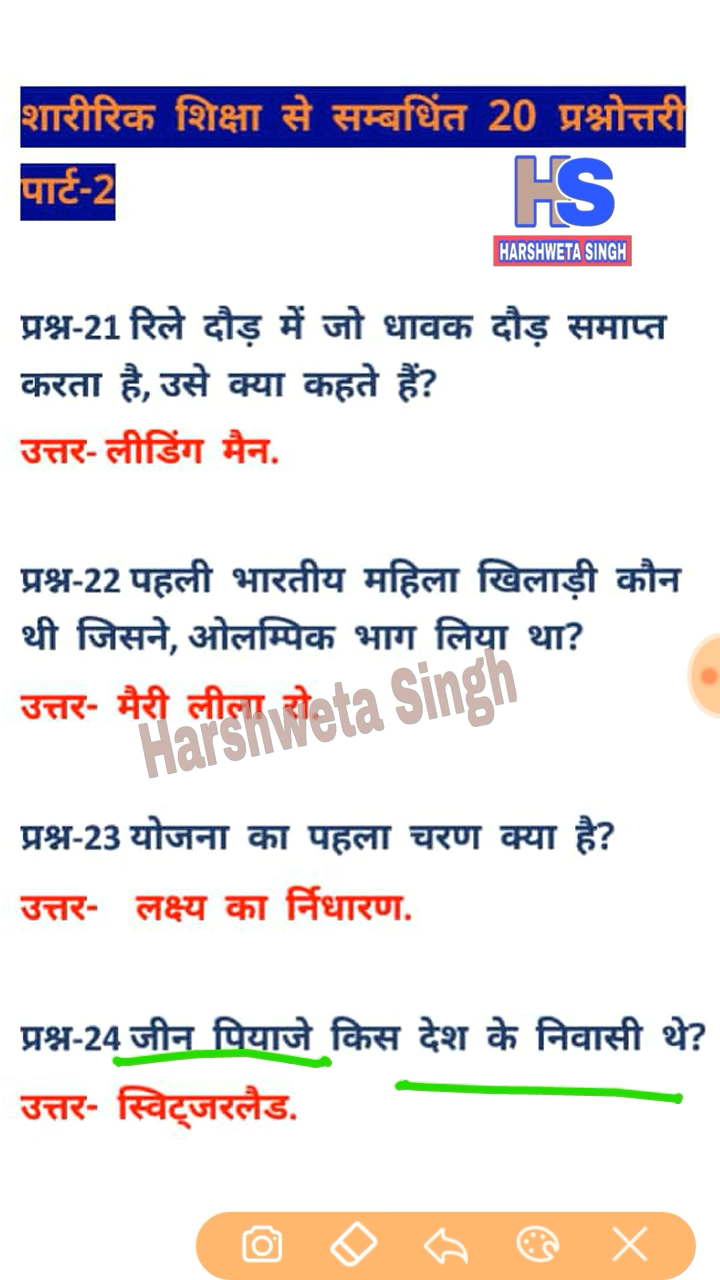 शारीरिक शिक्षा से सम्बधिंत 20 प्रश्नोत्तरी
पार्ट-2
HS
HARSHWETA SINGH
प्रश्न-21 रिले दौड़ में जो धावक दौड़ समाप्त
करता है, उसे क्या कहते हैं?
उत्तर- लीडिंग मैन.
प्रश्न-22 पहली भारतीय महिला खिलाड़ी कौन
थी जिसने, ओलम्पिक भाग लिया था?
उत्तर- मैरी लीला रो.
Harshweta Singh
प्रश्न-23 योजना का पहला चरण क्या है?
उत्तर- लक्ष्य का र्निधारण.
प्रश्न-24 जीन पियाजे किस देश के निवासी थे?
उत्तर- स्विट्जरलैड.